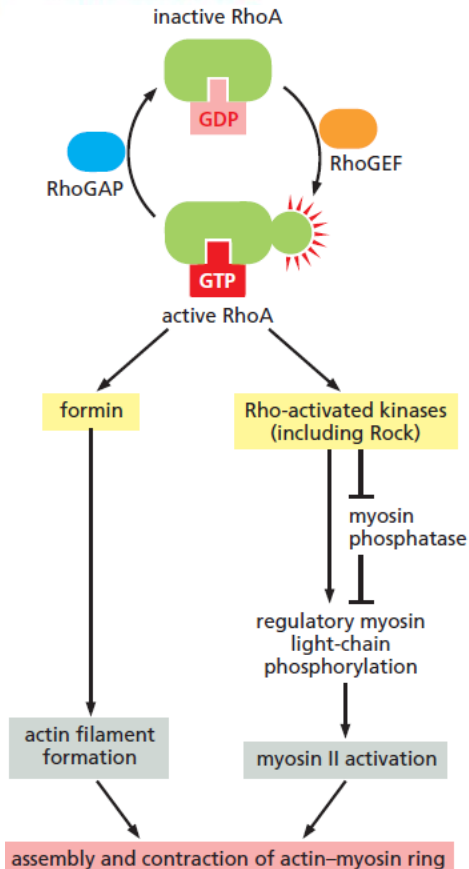 inactive RhoA
GDP
RhoGAP
RhoGEF
GTP
active RhoA
formin
Rho-activated kinases
(including Rock)
myosin
phosphatase
regulatory myosin
light-chain
phosphorylation
actin filament
formation
myosin II activation
assembly and contraction of actin–myosin ring